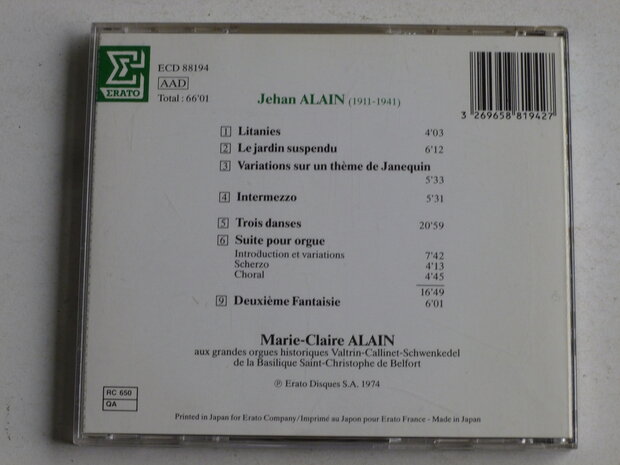 ERATO
ECD 88194
AAD
Total : 66'01
3 269658 819427
Jehan ALAIN (1911-1941)
1 Litanies 4'03
2 Le jardin suspendu 6'12
3 Variations sur un thème de Janequin
5'33
4 Intermezzo 5'31
5 Trois danses 20'59
6 Suite pour orgue
Introduction et variations 7'42
Scherzo 4'13
Choral 4'45
16'49
9 Deuxième Fantaisie 6'01
Marie-Claire ALAIN
aux grandes orgues historiques Valtrin-Callinet-Schwenkedel
de la Basilique Saint-Christophe de Belfort
℗ Erato Disques S.A. 1974
RC 650
QA
Printed in Japan for Erato Company/Imprimé au Japon pour Erato France - Made in Japan